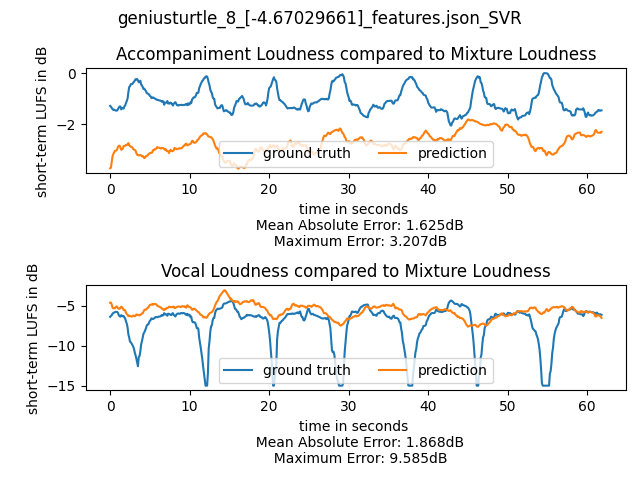 geniusturtle_8_[-4.67029661]_features.json_SVR
Accompaniment Loudness compared to Mixture Loudness
short-term LUFS in dB
0
−2
ground truth
prediction
0 10 20 30 40 50 60
time in seconds
Mean Absolute Error: 1.625dB
Maximum Error: 3.207dB
Vocal Loudness compared to Mixture Loudness
short-term LUFS in dB
−5
−10
−15
ground truth
prediction
0 10 20 30 40 50 60
time in seconds
Mean Absolute Error: 1.868dB
Maximum Error: 9.585dB